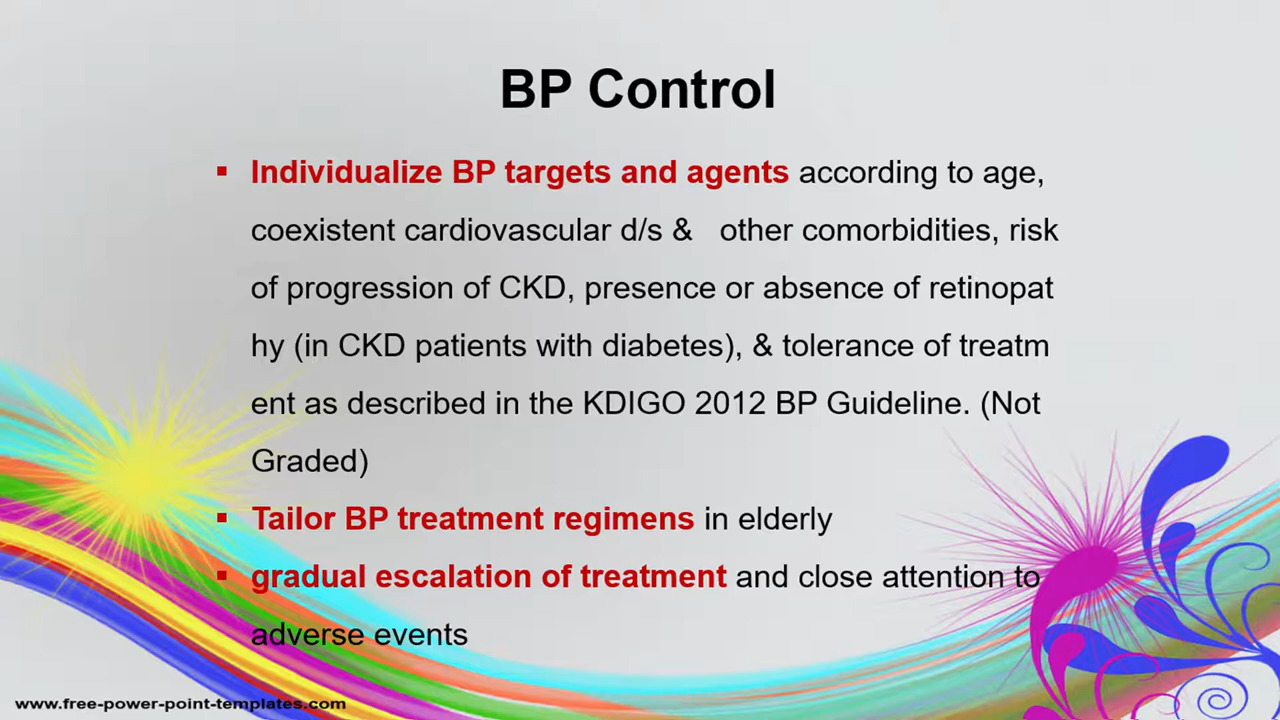 BP Control
▪ Individualize BP targets and agents according to age,
coexistent cardiovascular d/s & other comorbidities, risk
of progression of CKD, presence or absence of retinopat
hy (in CKD patients with diabetes), & tolerance of treatm
ent as described in the KDIGO 2012 BP Guideline. (Not
Graded)
▪ Tailor BP treatment regimens in elderly
▪ gradual escalation of treatment and close attention to
adverse events
www.free-power-point-templates.com